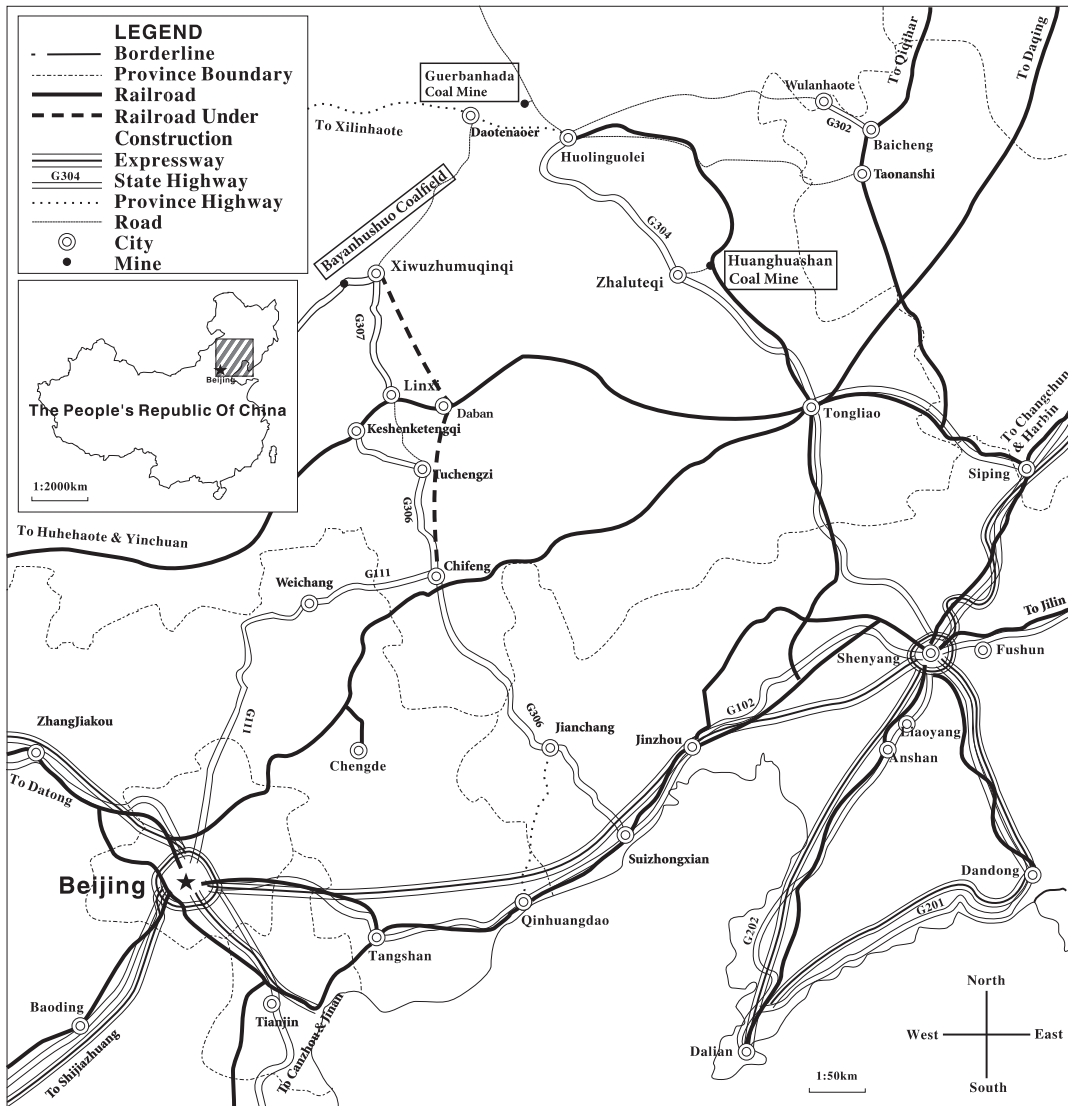 LEGEND
Borderline
Province Boundary
Railroad
Railroad Under
Construction
Expressway
G304
State Highway
Province Highway
Road
City
Mine
Beijing
The People's Republic Of China
1:2000km
Guerbanhada
Coal Mine
To Xilinhaote
Daotenaoer
Huolinguolei
Wulanhaote
G302
To Qiqihar
To Daqing
Baicheng
Taonanshi
Bayanhushuo Coalfield
Xiwuzhumuqinqi
G304
Huanghuashan
Coal Mine
Zhaluteqi
G307
Linxi
Daban
Keshenketengqi
Tuchengzi
G306
Tongliao
To Changchun
& Harbin
Siping
To Huhehaote & Yinchuan
Weichang
G111
Chifeng
To Jilin
Shenyang
Fushun
G111
G306
Jianchang
G102
Jinzhou
Liaoyang
Anshan
ZhangJiakou
To Datong
Chengde
Suizhongxian
Beijing
Qinhuangdao
Tangshan
Dandong
G201
G202
Baoding
To Shijiazhuang
Tianjin
To Canzhou & Jinan
Dalian
1:50km
North
West
East
South